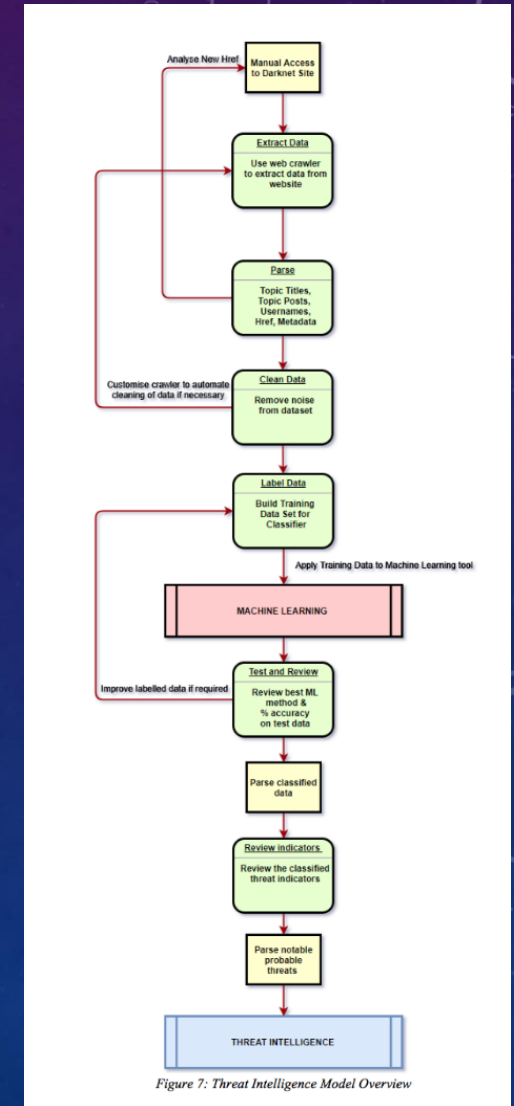 Analyse New Href
Manual Access
to Darknet Site
Extract Data
Use web crawler
to extract data from
website
Parse
Topic Titles,
Topic Posts,
Usernames,
Href, Metadata
Customise crawler to automate
cleaning of data if necessary
Clean Data
Remove noise
from dataset
Label Data
Build Training
Data Set for
Classifier
Apply Training Data to Machine Learning tool
MACHINE LEARNING
Improve labelled data if required
Test and Review
Review best ML
method &
% accuracy
on test data
Parse classified
data
Review indicators
Review the classified
threat indicators
Parse notable
probable
threats
THREAT INTELLIGENCE
Figure 7: Threat Intelligence Model Overview